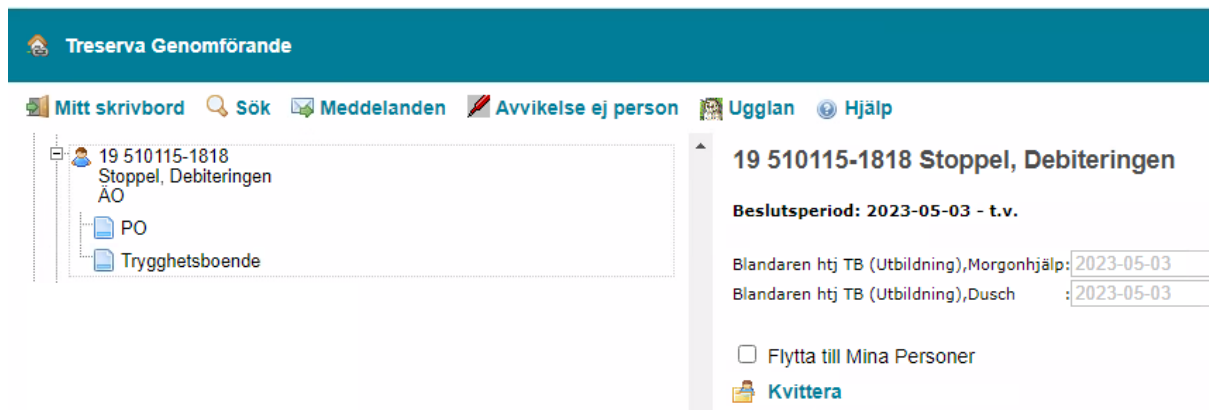 Treserva Genomförande
Mitt skrivbord Sök Meddelanden Avvikelse ej person Ugglan Hjälp
19 510115-1818
Stoppel, Debiteringen
ÄO
PO
Trygghetsboende
19 510115-1818 Stoppel, Debiteringen
Beslutsperiod: 2023-05-03 - t.v.
Blandaren htj TB (Utbildning),Morgonhjälp: 2023-05-03
Blandaren htj TB (Utbildning),Dusch : 2023-05-03
Flytta till Mina Personer
Kvittera